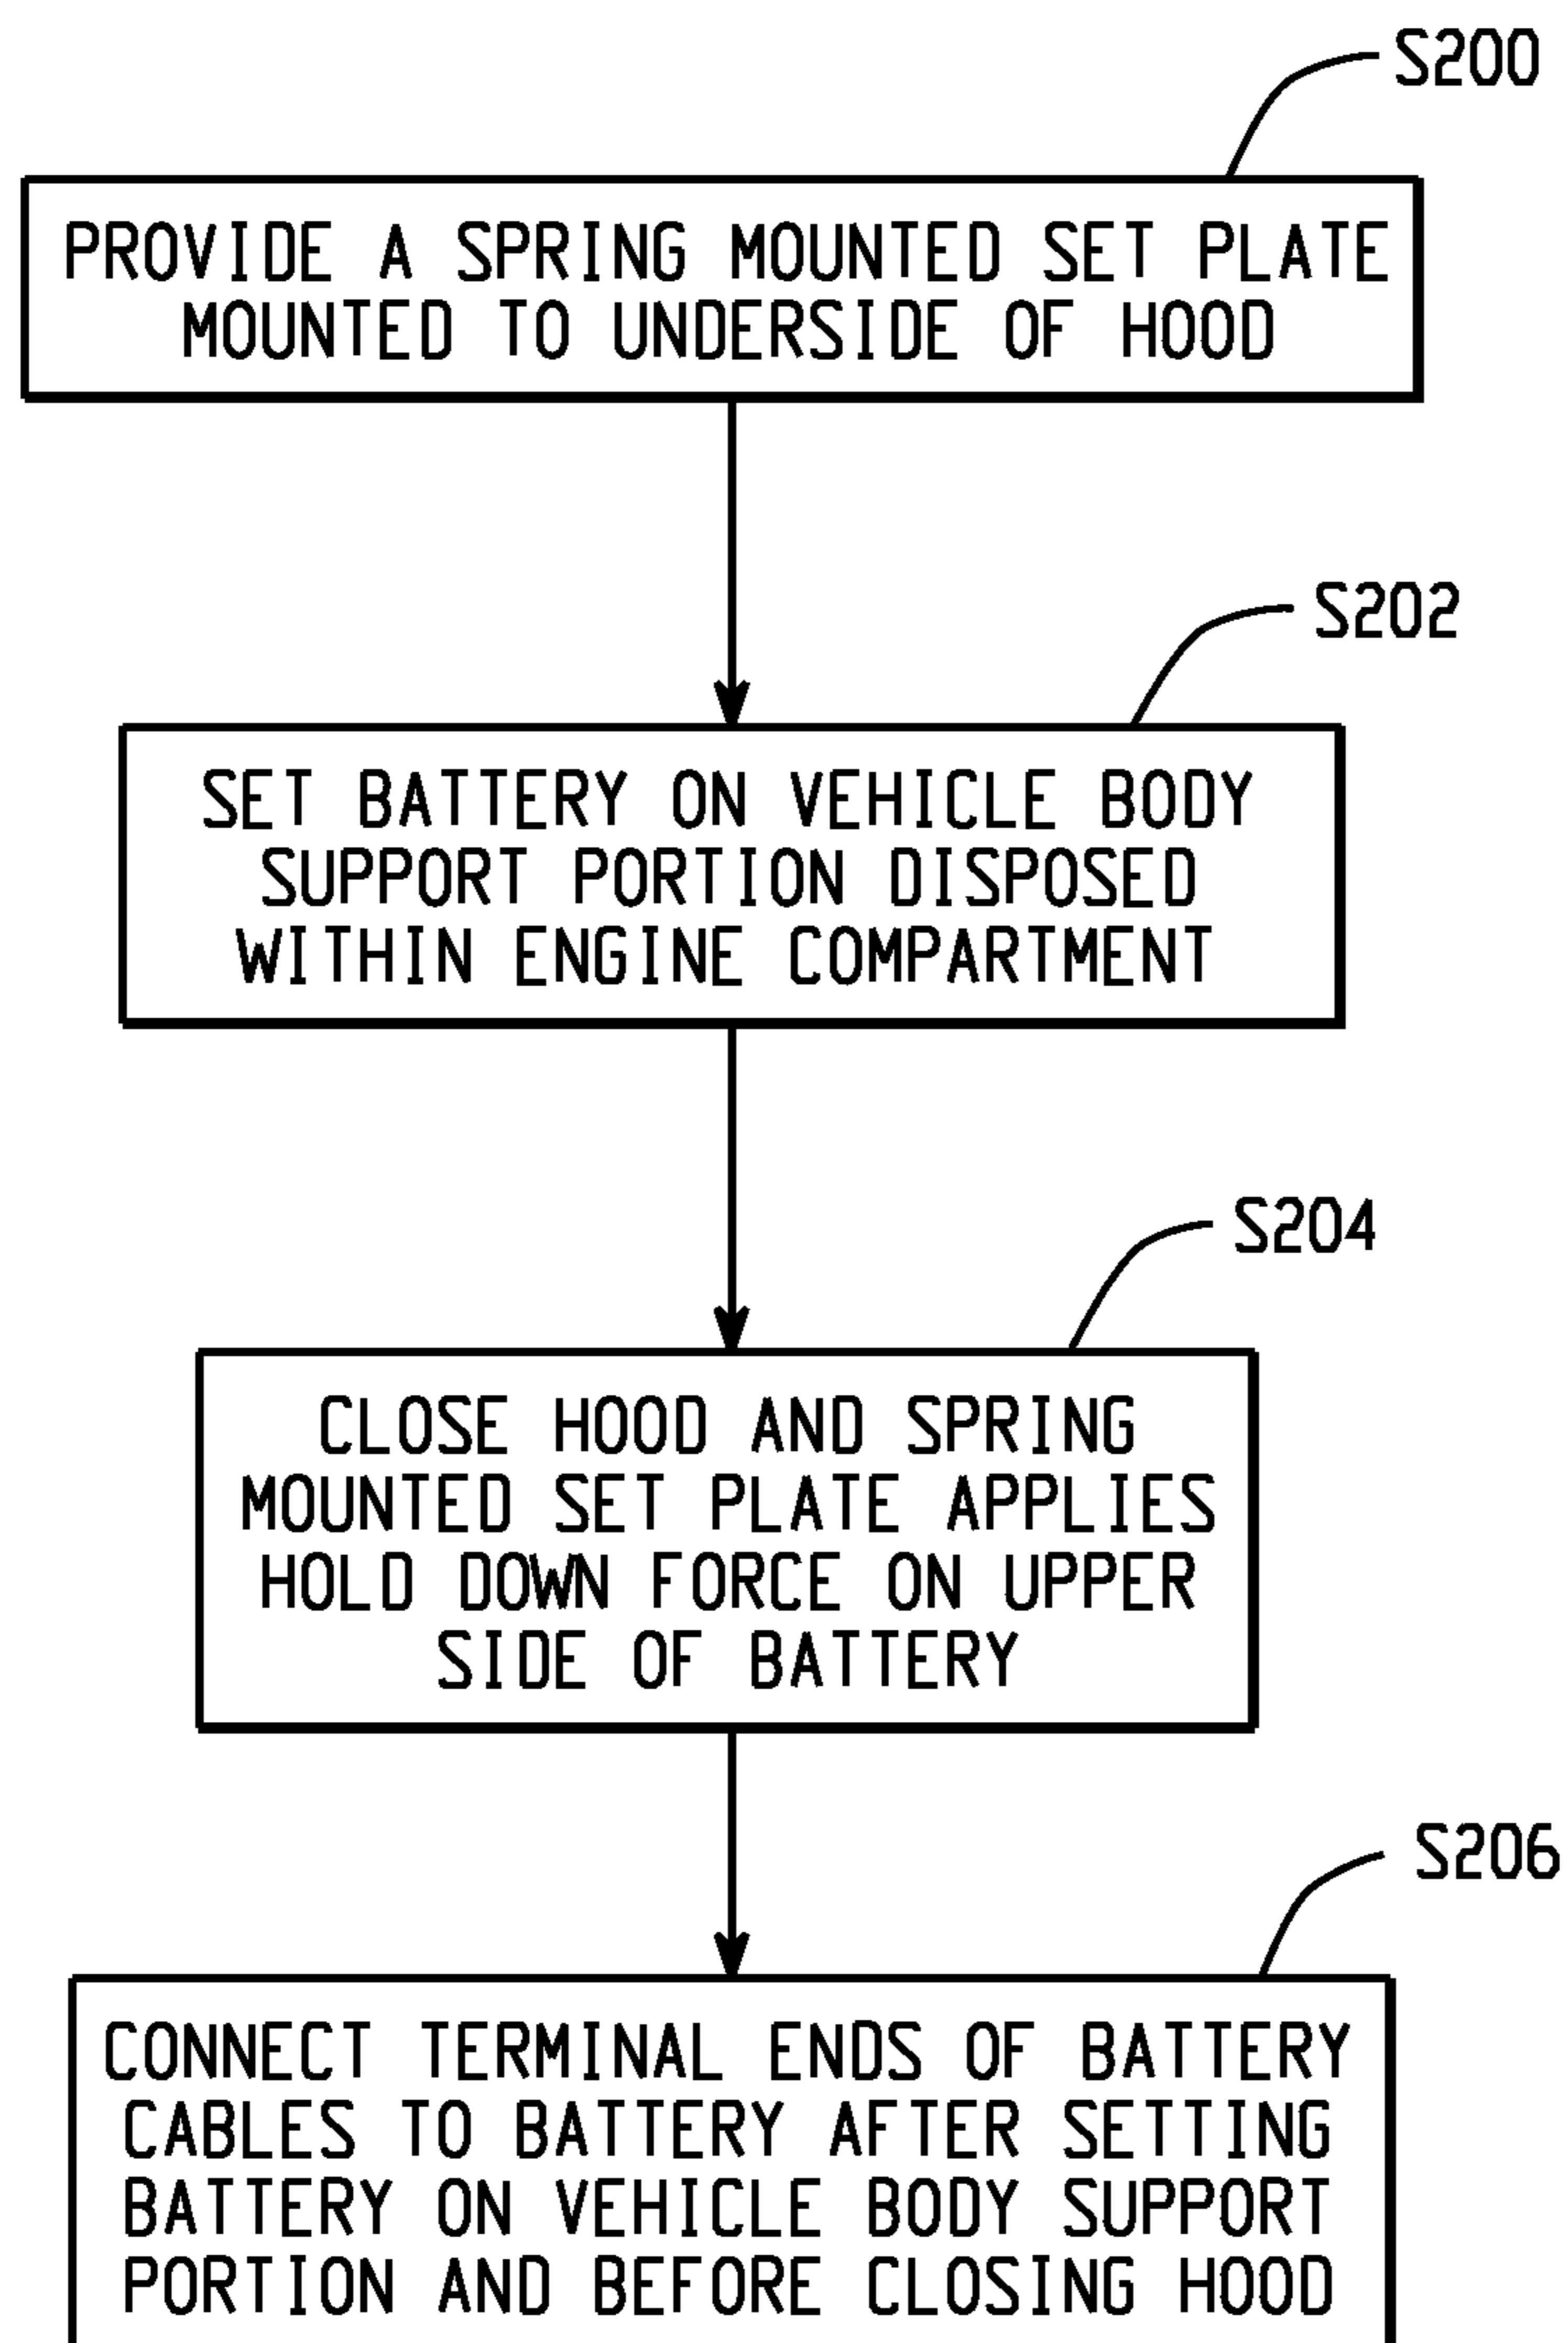 S200
PROVIDE A SPRING MOUNTED SET PLATE
MOUNTED TO UNDERSIDE OF HOOD
S202
SET BATTERY ON VEHICLE BODY
SUPPORT PORTION DISPOSED
WITHIN ENGINE COMPARTMENT
S204
CLOSE HOOD AND SPRING
MOUNTED SET PLATE APPLIES
HOLD DOWN FORCE ON UPPER
SIDE OF BATTERY
S206
CONNECT TERMINAL ENDS OF BATTERY
CABLES TO BATTERY AFTER SETTING
BATTERY ON VEHICLE BODY SUPPORT
PORTION AND BEFORE CLOSING HOOD